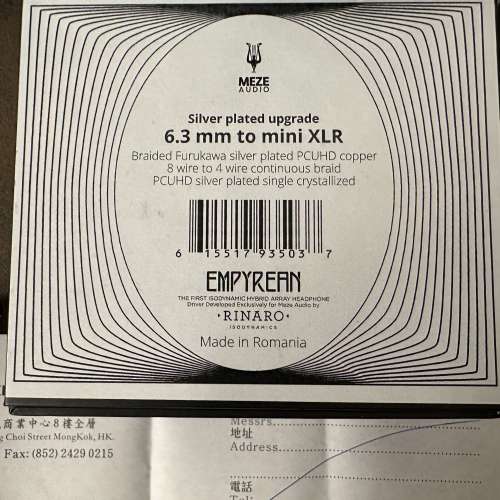 MEZE
AUDIO
Silver plated upgrade
6.3 mm to mini XLR
Braided Furukawa silver plated PCUHD copper
8 wire to 4 wire continuous braid
PCUHD silver plated single crystallized
6 15517 93503 7
EMPYREAN
THE FIRST ISODYNAMIC HYBRID ARRAY HEADPHONE
Driver Developed Exclusively for Meze Audio by
·RINARO·
ISODYNAMICS
Made in Romania
商業中心8樓全層
g Choi Street MongKok, HK.
Fax: (852) 2429 0215
Messrs.
地址
Address
電話
Tel: